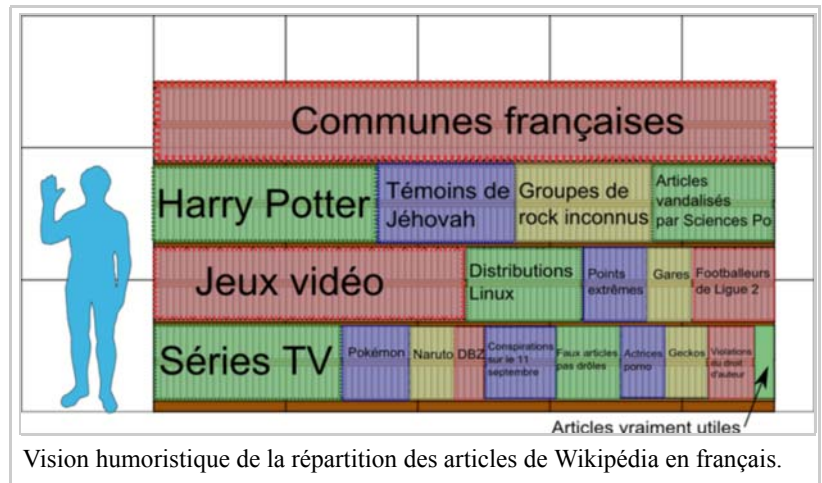 Communes françaises
Harry Potter
Témoins de
Jéhovah
Groupes de
rock inconnus
Articles
vandalisés
par Sciences Po
Jeux vidéo
Distributions
Linux
Points
extrêmes
Gares
Footballeurs
de Ligue 2
Séries TV
Pokémon
Naruto
DBZ
Conspirations
sur le 11
septembre
Faux articles
pas drôles
Actrices
porno
Geckos
Violations
du droit
d'auteur
Articles vraiment utiles
Vision humoristique de la répartition des articles de Wikipédia en français.